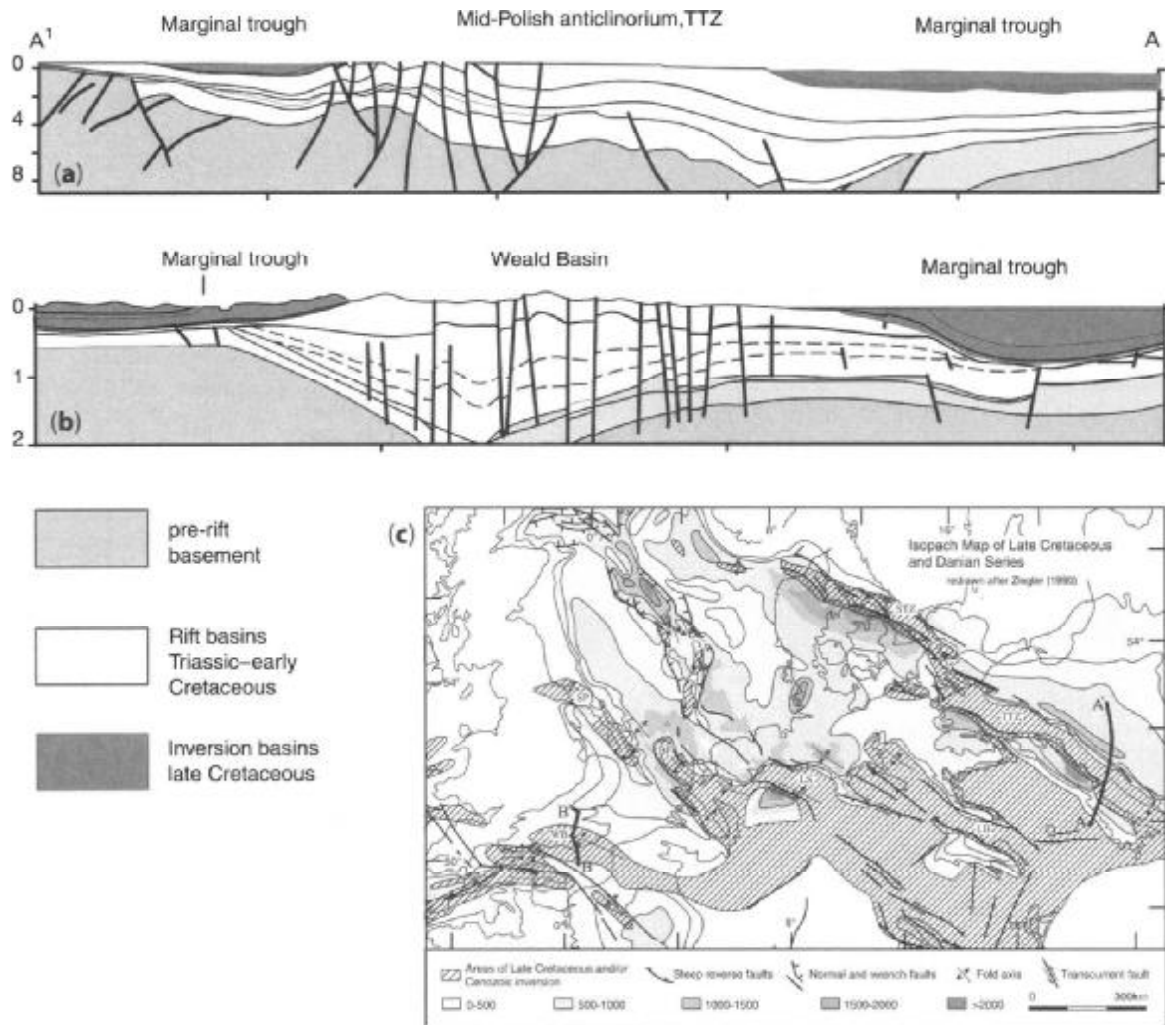 Marginal trough
Mid-Polish anticlinorium,TTZ
Marginal trough
A¹
A
0
4
8
(a)
Marginal trough
Weald Basin
Marginal trough
0
1
2
(b)
pre-rift
basement
Rift basins
Triassic–early
Cretaceous
Inversion basins
late Cretaceous
(c)
Isopach Map of Late Cretaceous
and Danian Series
redrawn after Ziegler (1990)
54°
A
B
B
Areas of Late Cretaceous and/or
Cenozoic inversion
Steep reverse faults
Normal and wrench faults
Fold axis
Transcurrent fault
0-500
500-1000
1000-1500
1500-2000
>2000
0
300km